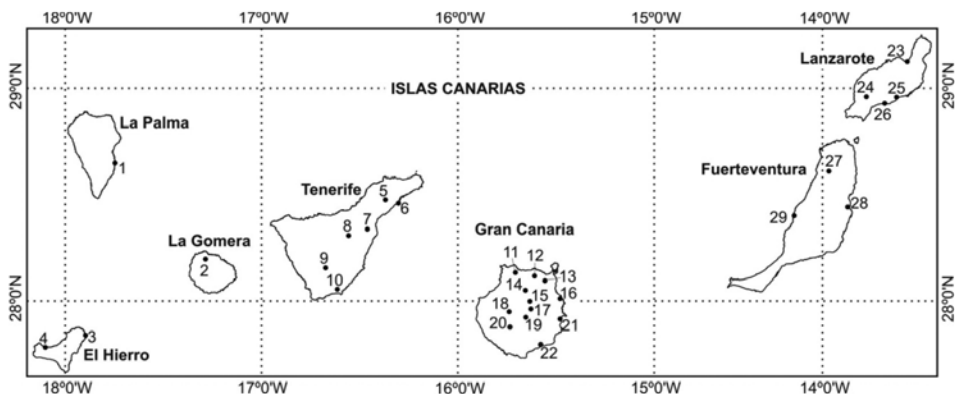 18°0'W 17°0'W 16°0'W 15°0'W 14°0'W
Lanzarote 23
29°0'N ISLAS CANARIAS 29°0'N
24 25
26
La Palma
1
Fuerteventura 27
Tenerife 5
6
7
8
28
29
Gran Canaria
La Gomera
2
11 12
9
13
10
14
28°0'N 15 16 28°0'N
18 17
20 19 21
22
4 3
El Hierro
18°0'W 17°0'W 16°0'W 15°0'W 14°0'W